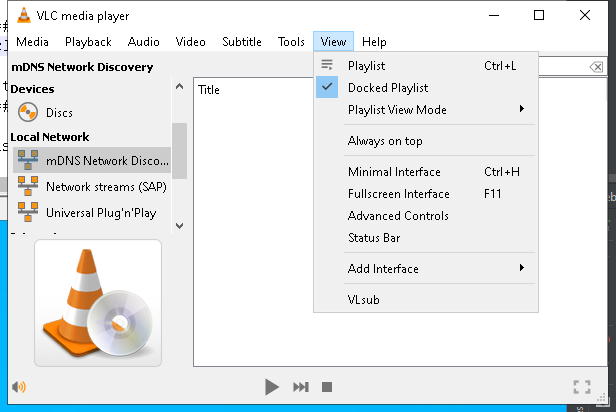 VLC media player
Media Playback Audio Video Subtitle Tools View Help
mDNS Network Discovery
Devices
Discs
Local Network
mDNS Network Disco...
Network streams (SAP)
Universal Plug'n'Play
Title
Playlist Ctrl+L
Docked Playlist
Playlist View Mode
Always on top
Minimal Interface Ctrl+H
Fullscreen Interface F11
Advanced Controls
Status Bar
Add Interface
VLsub